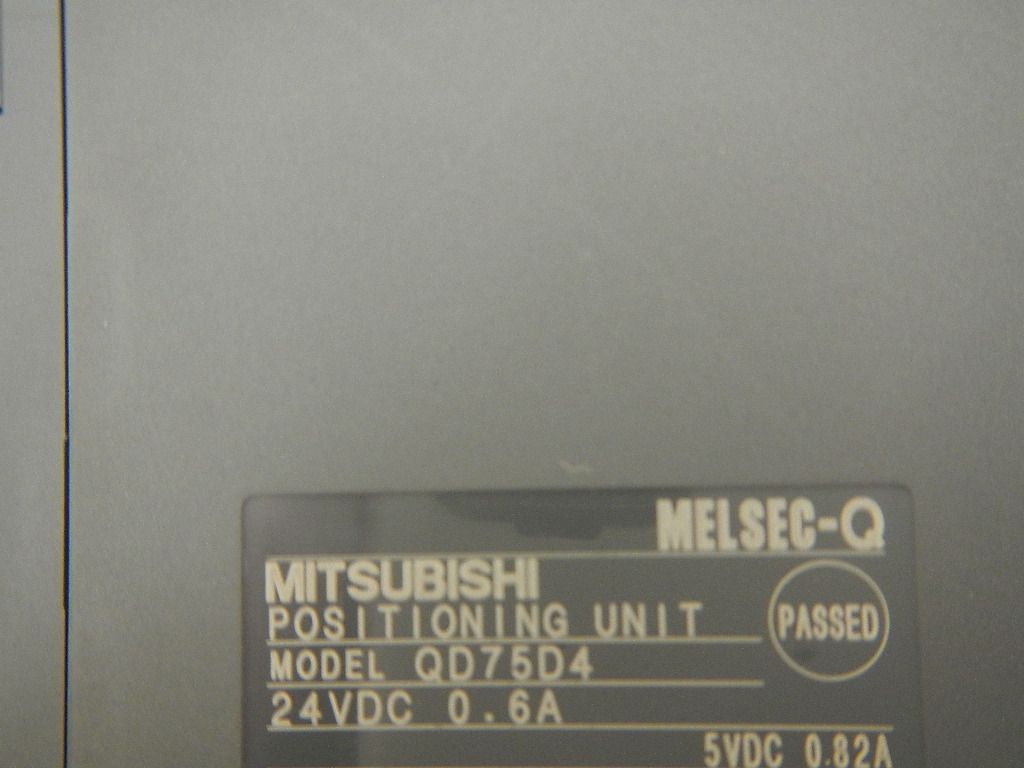 MELSEC-Q
MITSUBISHI
POSITIONING UNIT
PASSED
MODEL QD75D4
24VDC 0.6A
5VDC 0.82A